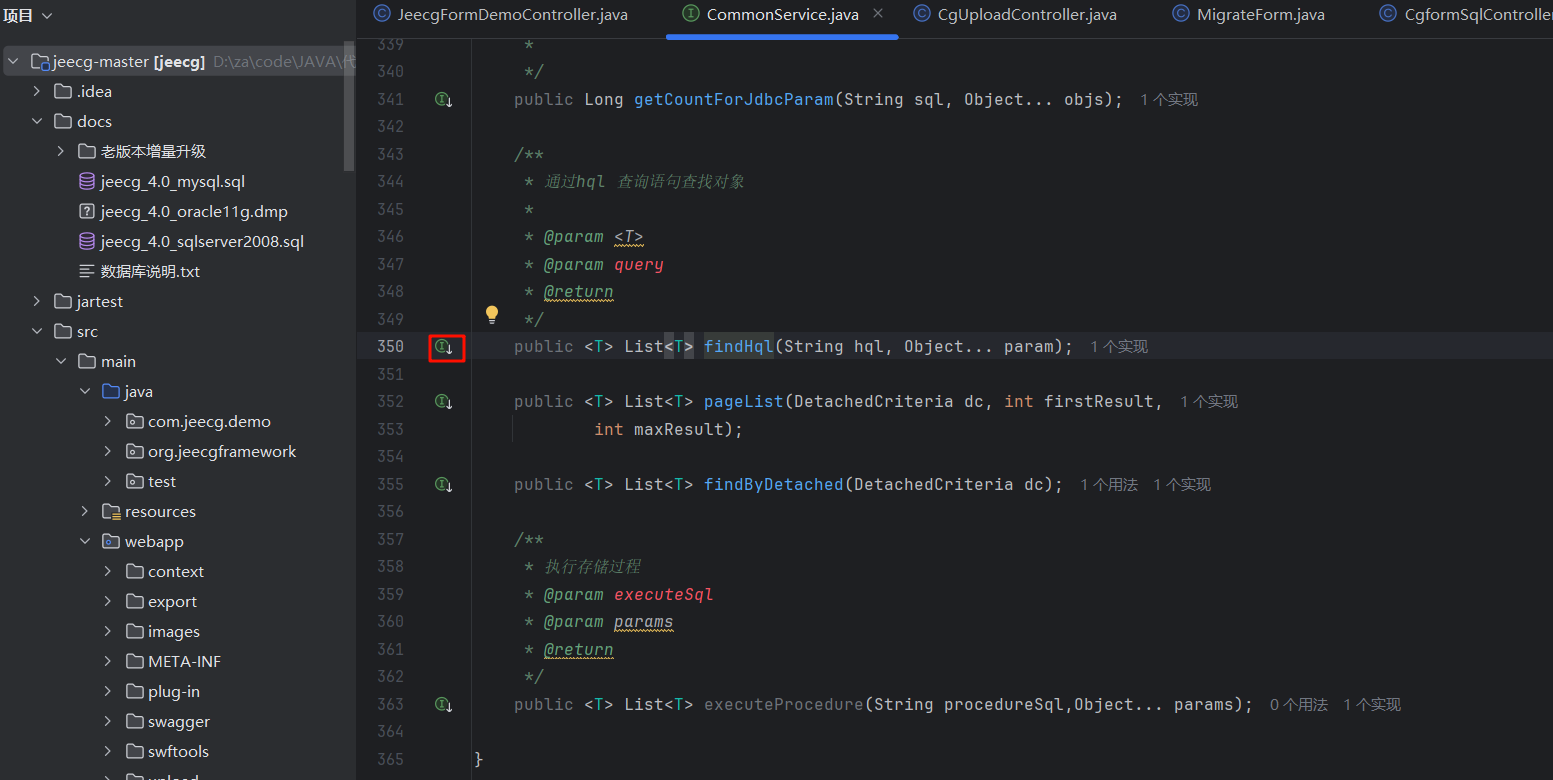 项目
JeecgFormDemoController.java
CommonService.java
CgUploadController.java
MigrateForm.java
CgformSqlController
jeecg-master [jeecg] D:\za\code\JAVA\代
.idea
docs
老版本增量升级
jeecg_4.0_mysql.sql
jeecg_4.0_oracle11g.dmp
jeecg_4.0_sqlserver2008.sql
数据库说明.txt
jartest
src
main
java
com.jeecg.demo
org.jeecgframework
test
resources
webapp
context
export
images
META-INF
plug-in
swagger
swftools
upload
339 *
340 */
341 public Long getCountForJdbcParam(String sql, Object... objs); 1 个实现
342
343 /**
344 * 通过hql 查询语句查找对象
345 *
346 * @param <T>
347 * @param query
348 * @return
349 */
350 public <T> List<T> findHql(String hql, Object... param); 1 个实现
351
352 public <T> List<T> pageList(DetachedCriteria dc, int firstResult, 1 个实现
353 int maxResult);
354
355 public <T> List<T> findByDetached(DetachedCriteria dc); 1 个用法 1 个实现
356
357 /**
358 * 执行存储过程
359 * @param executeSql
360 * @param params
361 * @return
362 */
363 public <T> List<T> executeProcedure(String procedureSql,Object... params); 0 个用法 1 个实现
364
365 }